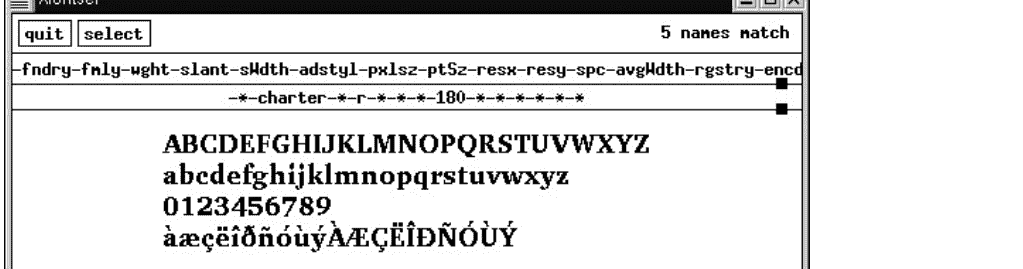 quit select 5 names match
-fndry-fmly-wght-slant-sWdth-adstyl-pxlsz-ptSz-resx-resy-spc-avgWdth-rgstry-encd
-*-charter-*-r-*-*-*-180-*-*-*-*-*-*
ABCDEFGHIJKLMNOPQRSTUVWXYZ
abcdefghijklmnopqrstuvwxyz
0123456789
àæçëîðñóùýÀÆÇËÎÐÑÓÙÝ